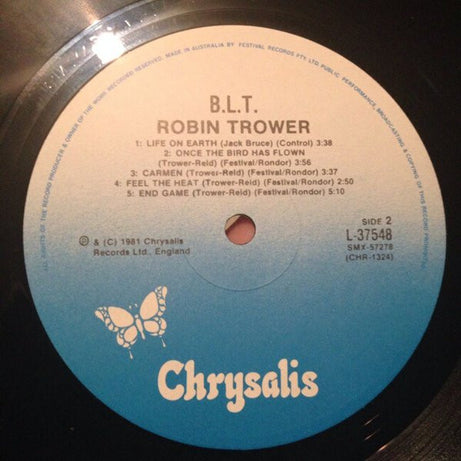 ALL RIGHTS OF THE RECORD PRODUCER & OWNER OF THE WORK RECORDED RESERVED. MADE IN AUSTRALIA BY FESTIVAL RECORDS PTY. LTD. PUBLIC PERFORMANCE, BROADCASTING & COPYING OF THIS RECORD PROHIBITED
B.L.T.
ROBIN TROWER
1: LIFE ON EARTH (Jack Bruce) (Control) 3:38
2: ONCE THE BIRD HAS FLOWN
(Trower-Reid) (Festival/Rondor) 3:56
3: CARMEN (Trower-Reid) (Festival/Rondor) 3:37
4: FEEL THE HEAT (Trower-Reid) (Festival/Rondor) 2:50
5: END GAME (Trower-Reid) (Festival/Rondor) 5:10
SIDE 2
L-37548
SMX-57278
(CHR-1324)
℗ & (C) 1981 Chrysalis
Records Ltd., England
Chrysalis